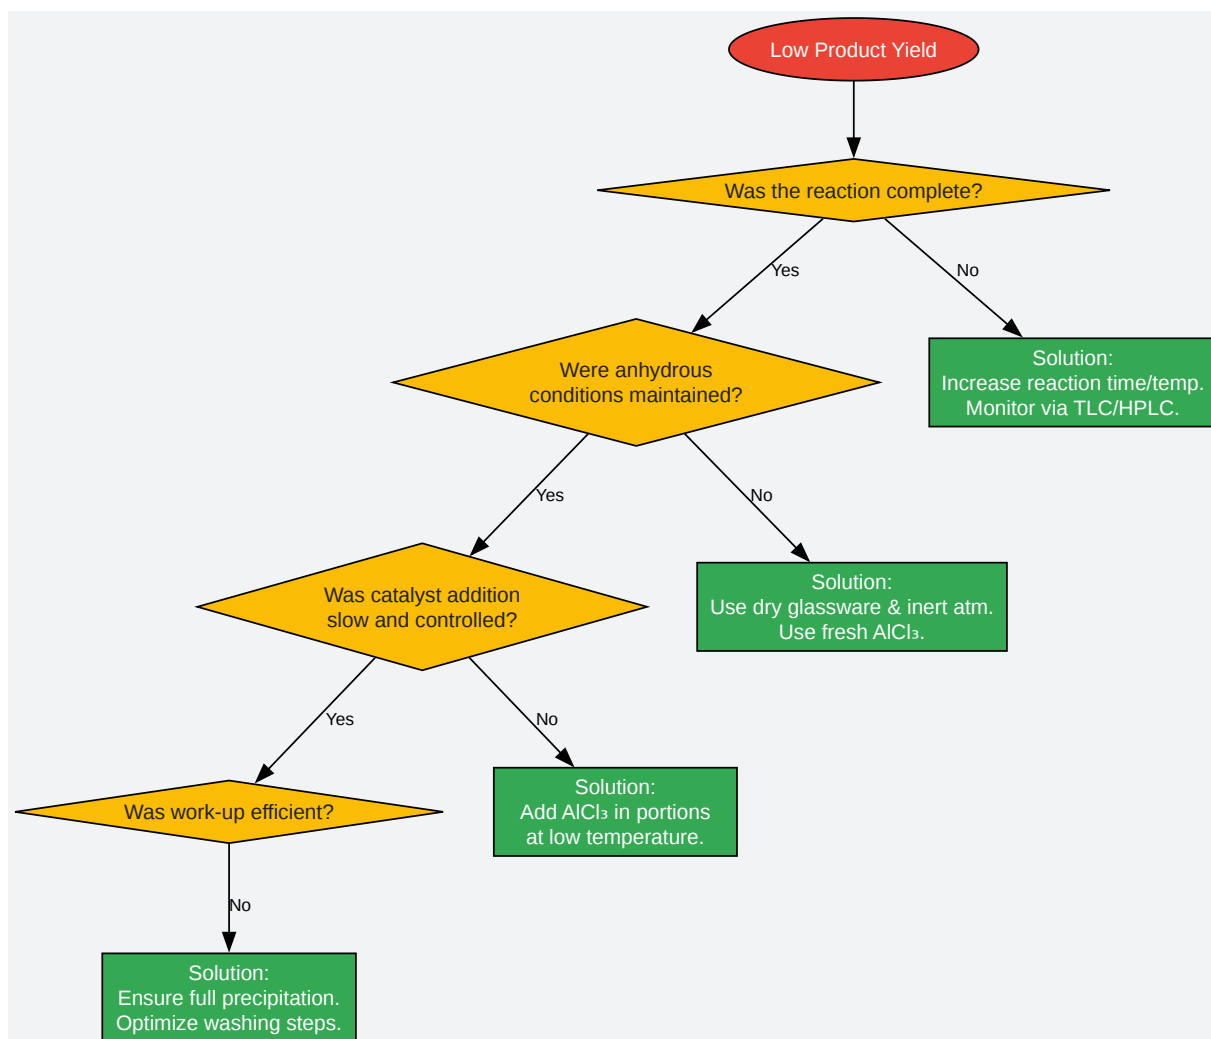 Low Product Yield
Was the reaction complete?
Yes
No
Were anhydrous
conditions maintained?
Solution:
Increase reaction time/temp.
Monitor via TLC/HPLC.
Yes
No
Was catalyst addition
slow and controlled?
Solution:
Use dry glassware & inert atm.
Use fresh AlCl₃.
Yes
No
Was work-up efficient?
Solution:
Add AlCl₃ in portions
at low temperature.
No
Solution:
Ensure full precipitation.
Optimize washing steps.